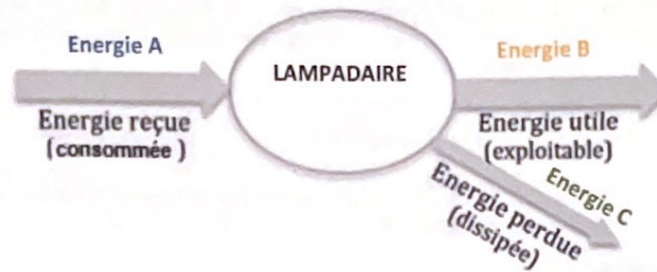 Energie A
Energie reçue
(consommée )
LAMPADAIRE
Energie B
Energie utile
(exploitable)
Energie C
Energie perdue
(dissipée)